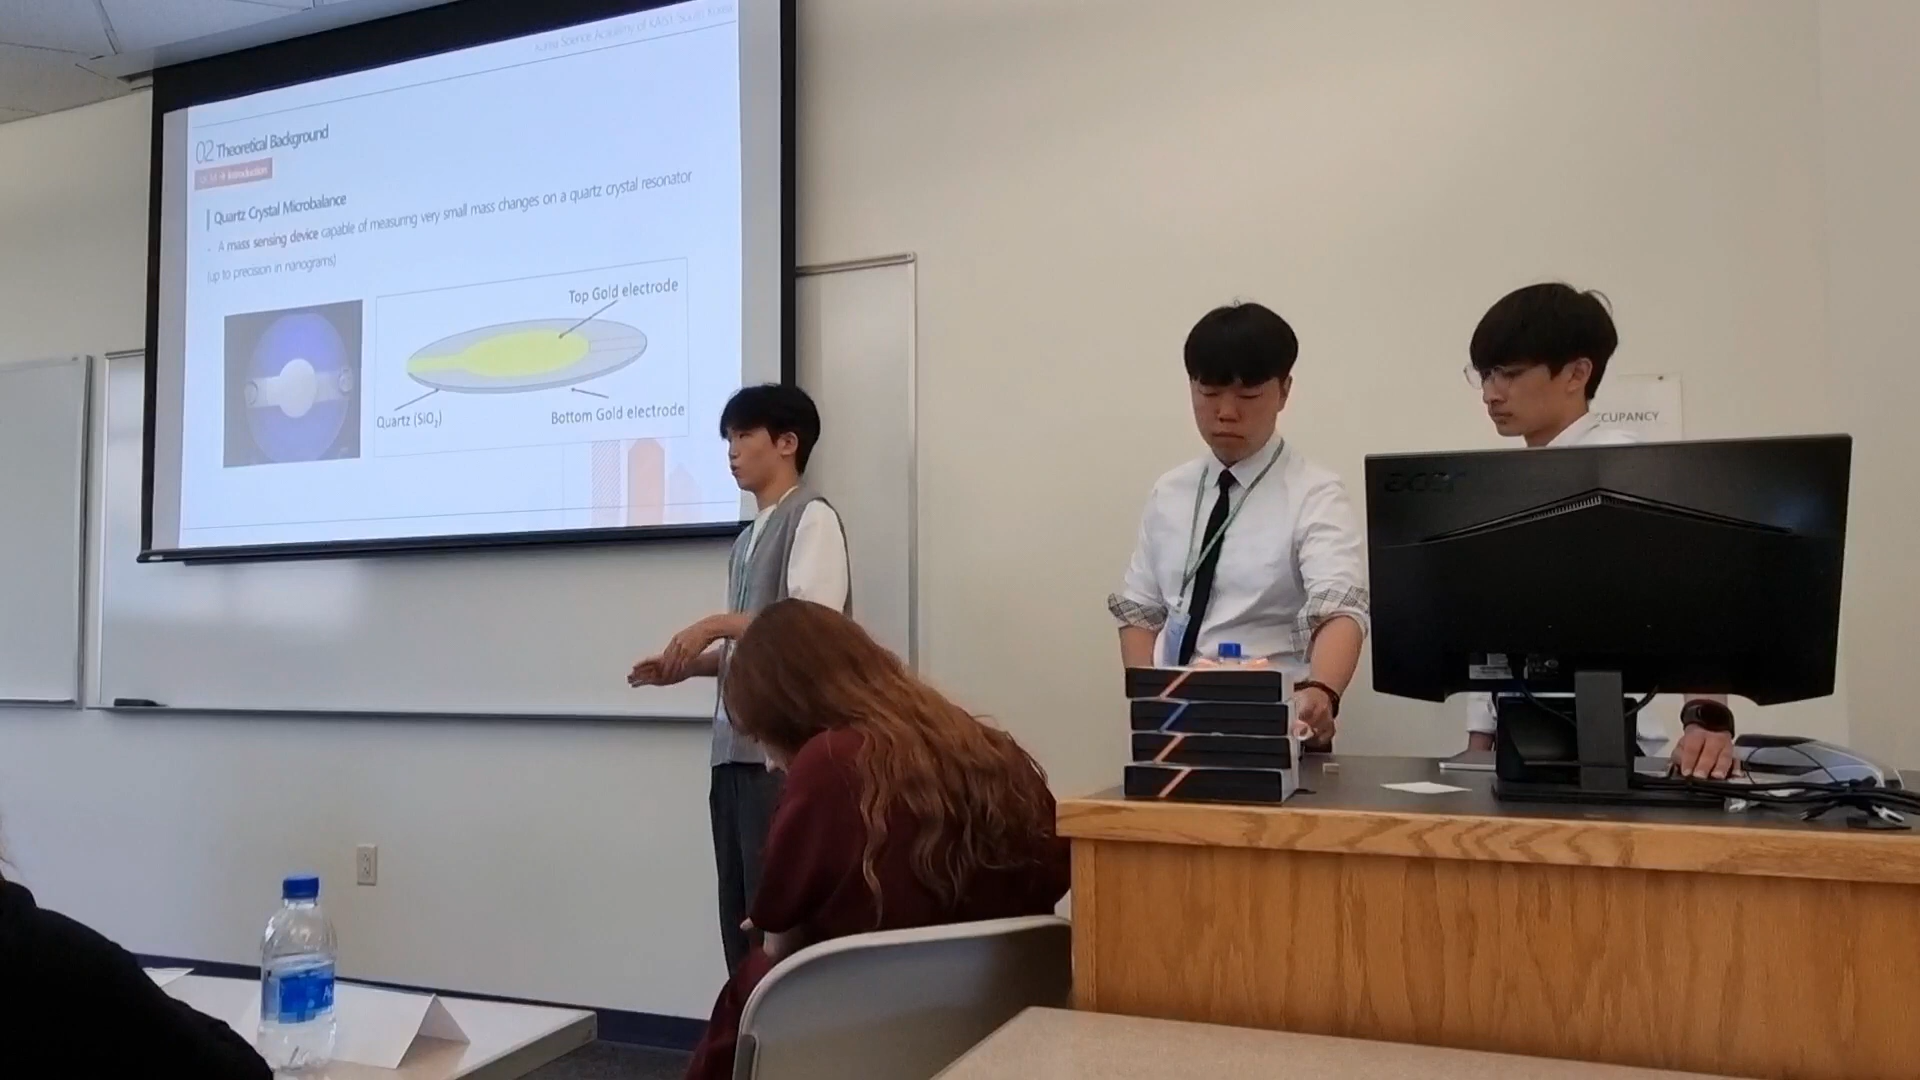 Korea Science Academy of KAIST, South Korea
02 Theoretical Background
QCM → Introduction
Quartz Crystal Microbalance
- A mass sensing device capable of measuring very small mass changes on a quartz crystal resonator
(up to precision in nanograms)
Top Gold electrode
Quartz (SiO₂)
Bottom Gold electrode
CCUPANCY
acer